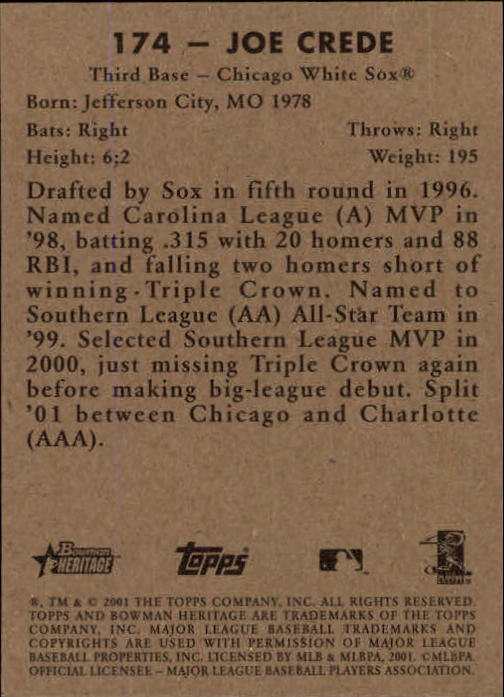 174 – JOE CREDE
Third Base – Chicago White Sox®
Born: Jefferson City, MO 1978
Bats: Right Throws: Right
Height: 6:2 Weight: 195
Drafted by Sox in fifth round in 1996.
Named Carolina League (A) MVP in
’98, batting .315 with 20 homers and 88
RBI, and falling two homers short of
winning Triple Crown. Named to
Southern League (AA) All-Star Team in
’99. Selected Southern League MVP in
2000, just missing Triple Crown again
before making big-league debut. Split
’01 between Chicago and Charlotte
(AAA).
Bowman
HERITAGE
Topps
®, TM & © 2001 THE TOPPS COMPANY, INC. ALL RIGHTS RESERVED.
TOPPS AND BOWMAN HERITAGE ARE TRADEMARKS OF THE TOPPS
COMPANY, INC. MAJOR LEAGUE BASEBALL TRADEMARKS AND
COPYRIGHTS ARE USED WITH PERMISSION OF MAJOR LEAGUE
BASEBALL PROPERTIES, INC. LICENSED BY MLB & MLBPA, 2001. ©MLBPA.
OFFICIAL LICENSEE – MAJOR LEAGUE BASEBALL PLAYERS ASSOCIATION.